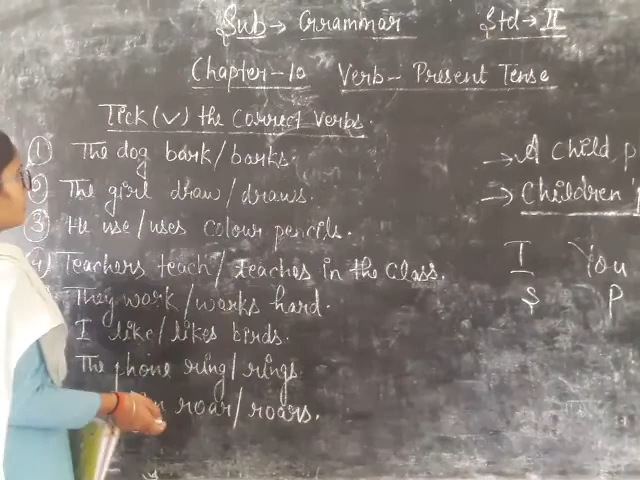 Sub → Grammar Std → II
Chapter-10 Verb - Present Tense
Tick (✓) the correct verbs.
① The dog bark/barks.
② The girl draw/draws.
③ He use/uses colour pencils.
4) Teachers teach/teaches in the class.
They work/works hard.
I like/likes birds.
The phone ring/rings
roar/roars.
→ A child p
→ Children
I You
S P